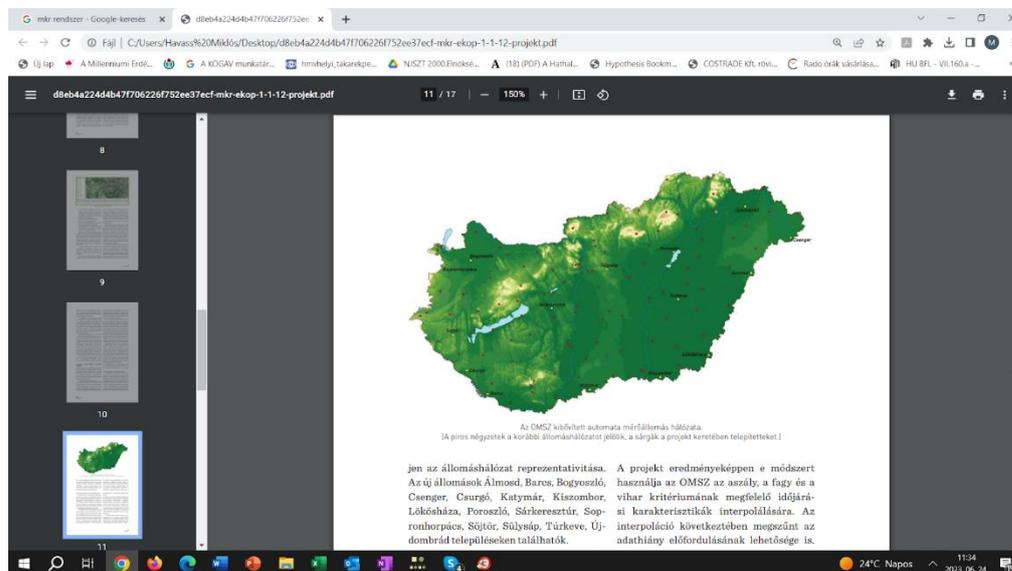 mkr rendszer - Google-keresés
d8eb4a224d4b47f706226f752ee
Fájl | C:/Users/Havass%20Miklós/Desktop/d8eb4a224d4b47f706226f752ee37ecf-mkr-ekop-1-1-12-projekt.pdf
Új lap
A Millenniumi Erdé...
A KÖGÁV munkatár...
hmvhelyi_takarekpe...
NJSZT 2000.Elnöksé...
(18) (PDF) A Hathal...
Hypothesis Bookm...
COSTRADE Kft. rövi...
Rado órák vásárlása...
HU BFL - VII.160.a -...
d8eb4a224d4b47f706226f752ee37ecf-mkr-ekop-1-1-12-projekt.pdf
11 / 17
150%
8
9
10
11
Csenger
Az OMSZ kibővített automata mérőállomás hálózata.
(A piros négyzetek a korábbi állomáshálózatot jelölik, a sárgák a projekt keretében telepítetteket.)
jen az állomáshálózat reprezentativitása.
Az új állomások Álmosd, Barcs, Bogyoszló,
Csenger, Csurgó, Katymár, Kiszombor,
Lökösháza, Poroszló, Sárkeresztúr, Sop-
ronhorpács, Söjtör, Sülysáp, Túrkeve, Új-
dombrád településeken találhatók.
A projekt eredményeképpen e módszert
használja az OMSZ az aszály, a fagy és a
vihar kritériumának megfelelő időjárá-
si karakterisztikák interpolálására. Az
interpoláció következtében megszűnt az
adathiány előfordulásának lehetősége is.
24°C Napos
11:34
2023. 06. 24.